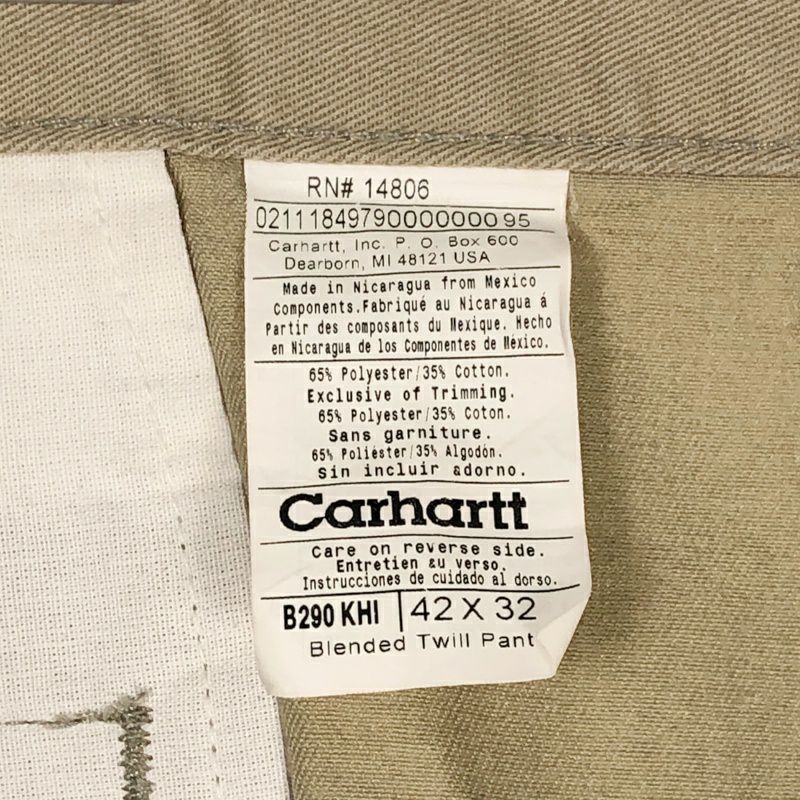 RN# 14806
02111849790000000095
Carhartt, Inc. P. O. Box 600
Dearborn, MI 48121 USA
Made in Nicaragua from Mexico
Components.Fabriqué au Nicaragua á
Partir des composants du Mexique. Hecho
en Nicaragua de los Componentes de México.
65% Polyester/35% Cotton.
Exclusive of Trimming.
65% Polyester/35% Coton.
Sans garniture.
65% Poliéster/35% Algodón.
Sin incluir adorno.
Carhartt
Care on reverse side.
Entretien au verso.
Instrucciones de cuidado al dorso.
B290 KHI | 42 X 32
Blended Twill Pant